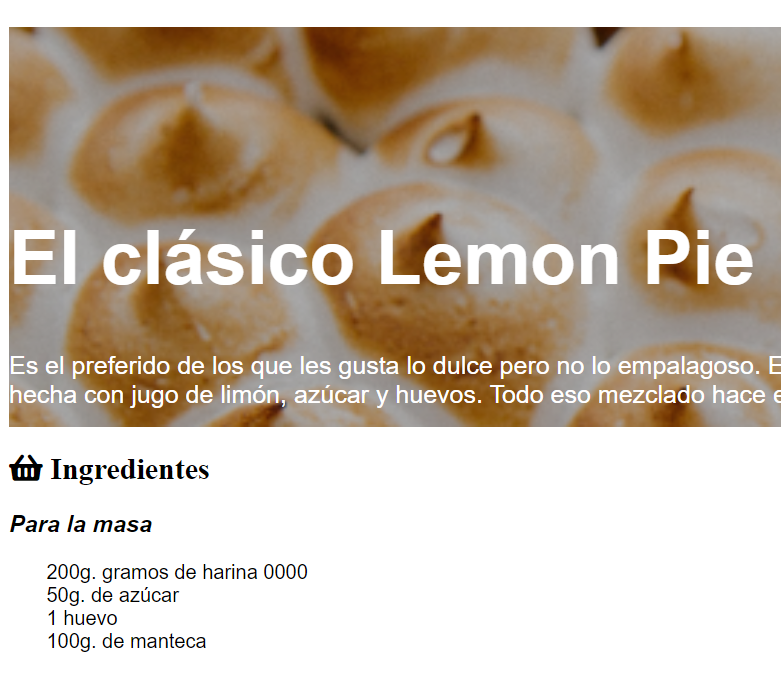 El clásico Lemon Pie
Es el preferido de los que les gusta lo dulce pero no lo empalagoso.
hecha con jugo de limón, azúcar y huevos. Todo eso mezclado hace
Ingredientes
Para la masa
200g. gramos de harina 0000
50g. de azúcar
1 huevo
100g. de manteca